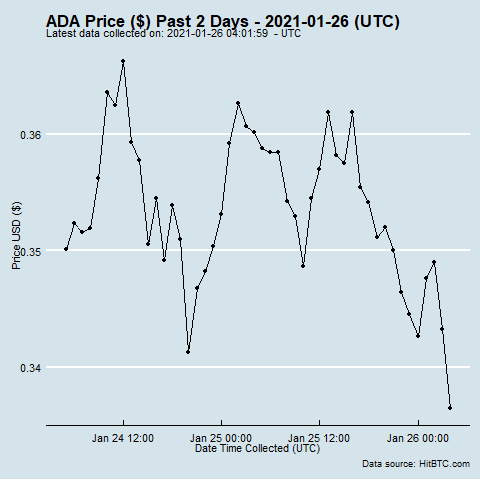 ADA Price ($) Past 2 Days - 2021-01-26 (UTC)
Latest data collected on: 2021-01-26 04:01:59 - UTC
0.36
0.35
0.34
Price USD ($)
Jan 24 12:00 Jan 25 00:00 Jan 25 12:00 Jan 26 00:00
Date Time Collected (UTC)
Data source: HitBTC.com